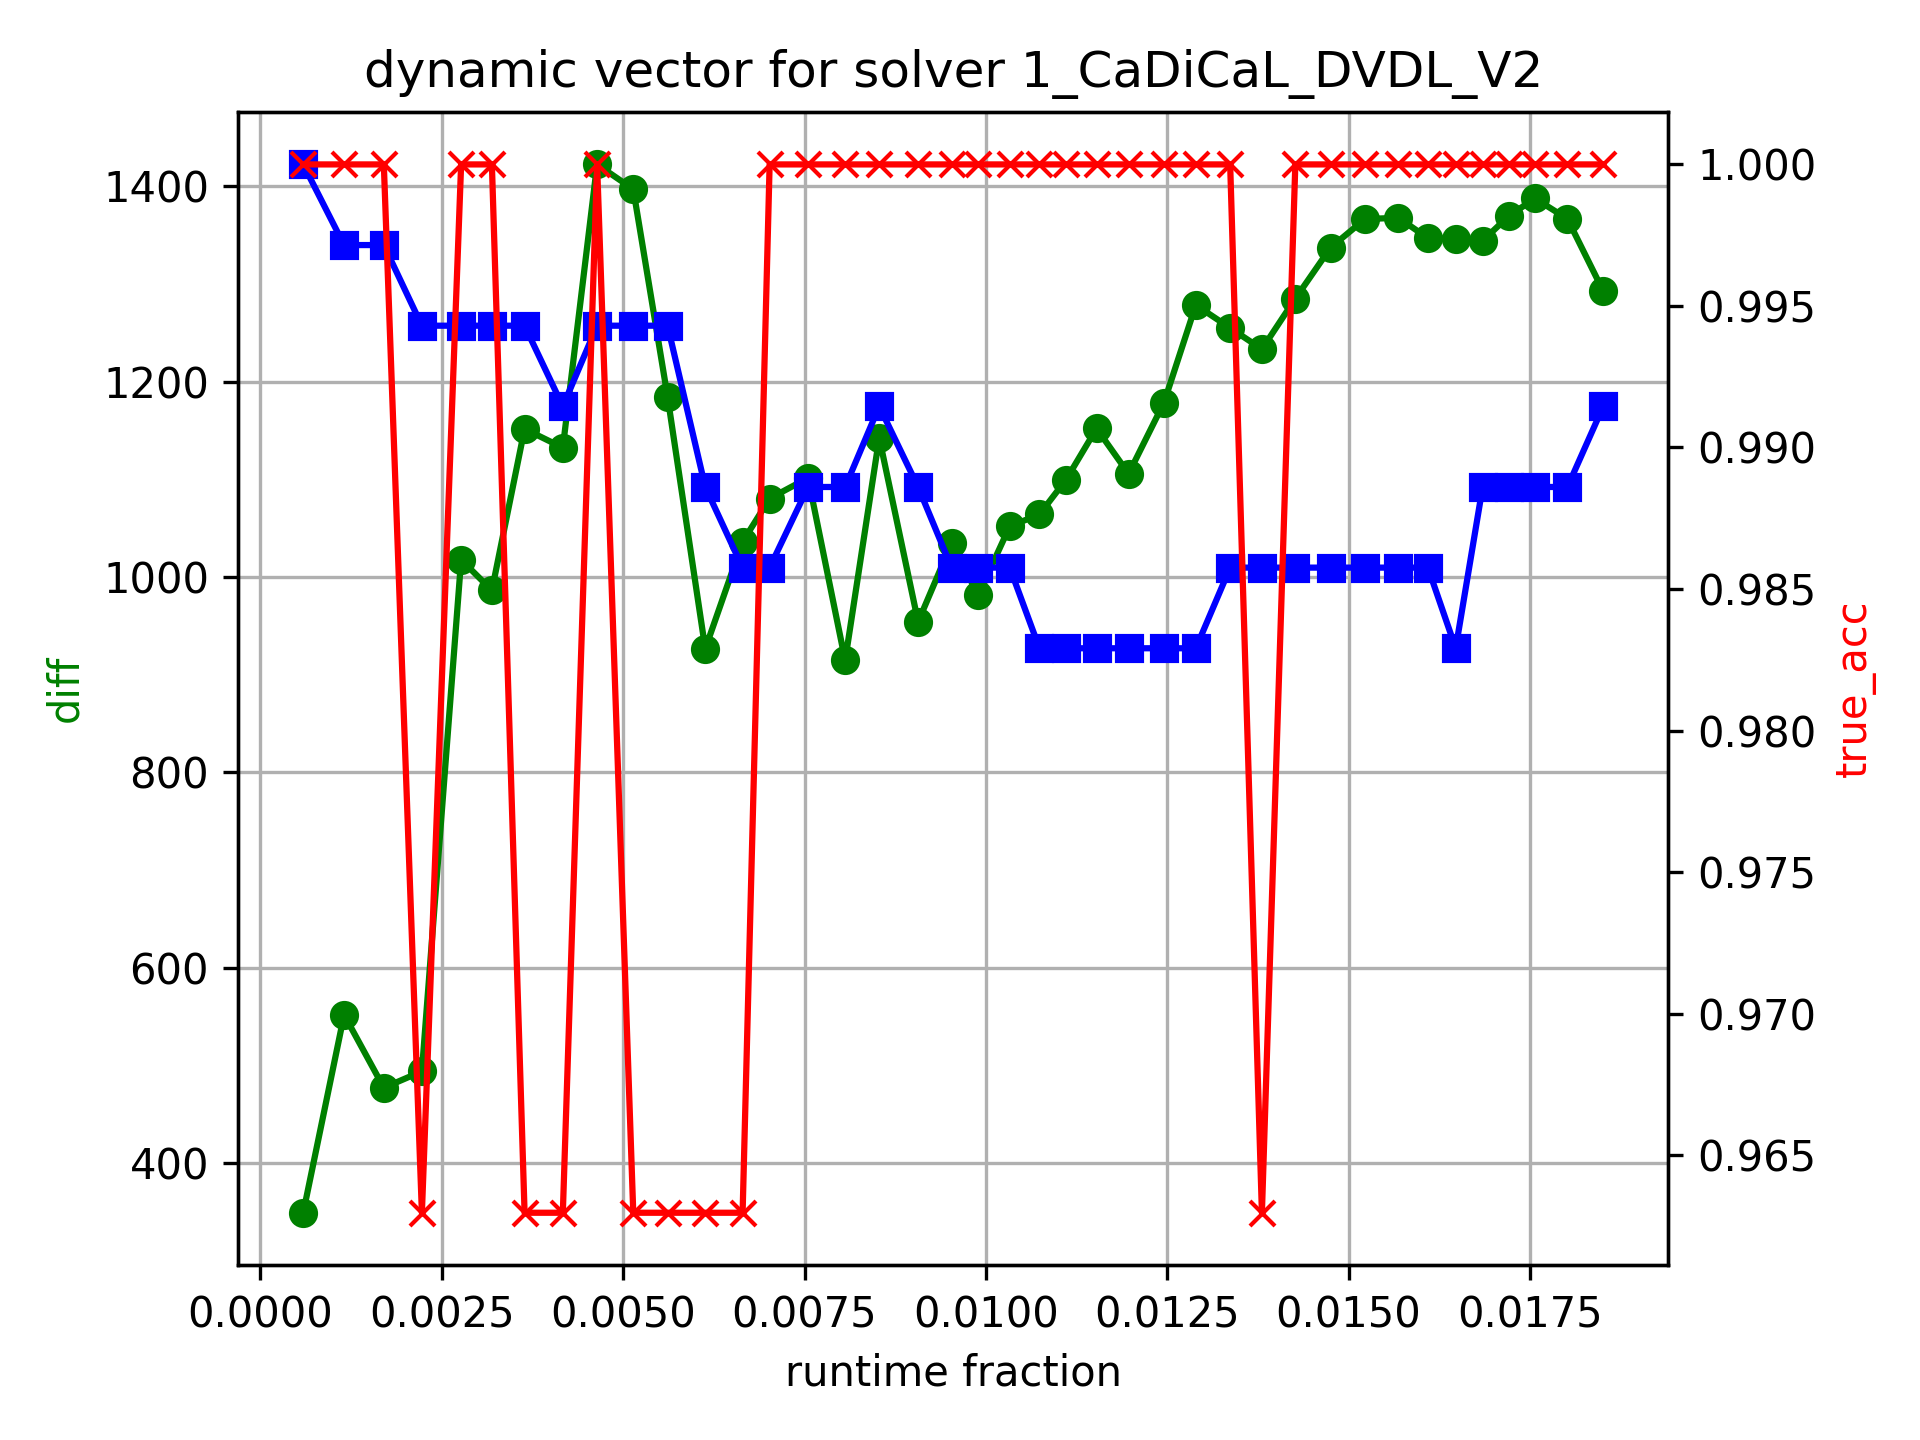 dynamic vector for solver 1_CaDiCaL_DVDL_V2
1400
1200
1000
800
600
400
diff
1.000
0.995
0.990
0.985
0.980
0.975
0.970
0.965
true_acc
0.0000 0.0025 0.0050 0.0075 0.0100 0.0125 0.0150 0.0175
runtime fraction